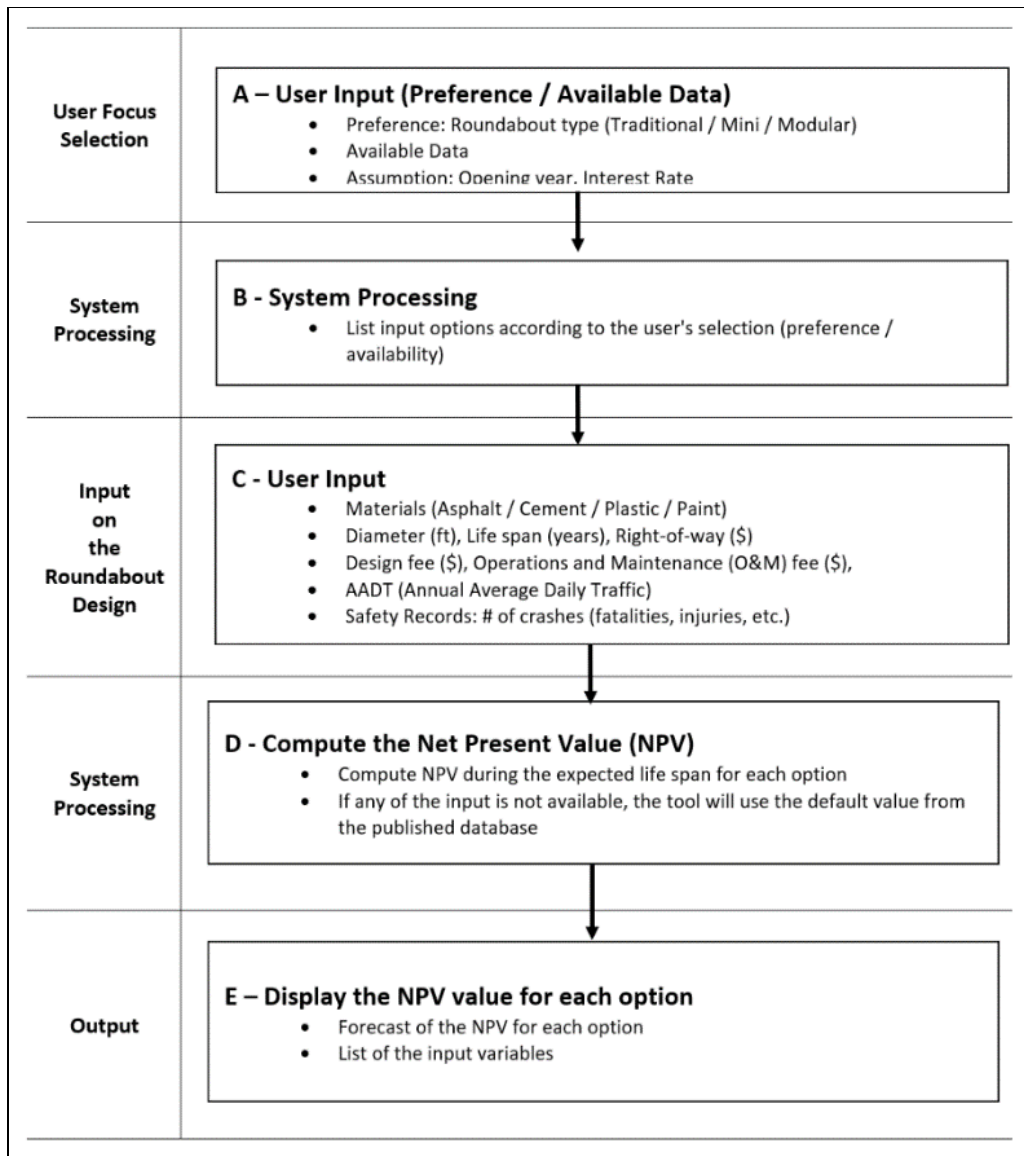 User Focus
Selection
A – User Input (Preference / Available Data)
• Preference: Roundabout type (Traditional / Mini / Modular)
• Available Data
• Assumption: Opening year, Interest Rate
System
Processing
B - System Processing
• List input options according to the user's selection (preference /
availability)
Input
on
the
Roundabout
Design
C - User Input
• Materials (Asphalt / Cement / Plastic / Paint)
• Diameter (ft), Life span (years), Right-of-way ($)
• Design fee ($), Operations and Maintenance (O&M) fee ($),
• AADT (Annual Average Daily Traffic)
• Safety Records: # of crashes (fatalities, injuries, etc.)
System
Processing
D - Compute the Net Present Value (NPV)
• Compute NPV during the expected life span for each option
• If any of the input is not available, the tool will use the default value from
the published database
Output
E – Display the NPV value for each option
• Forecast of the NPV for each option
• List of the input variables